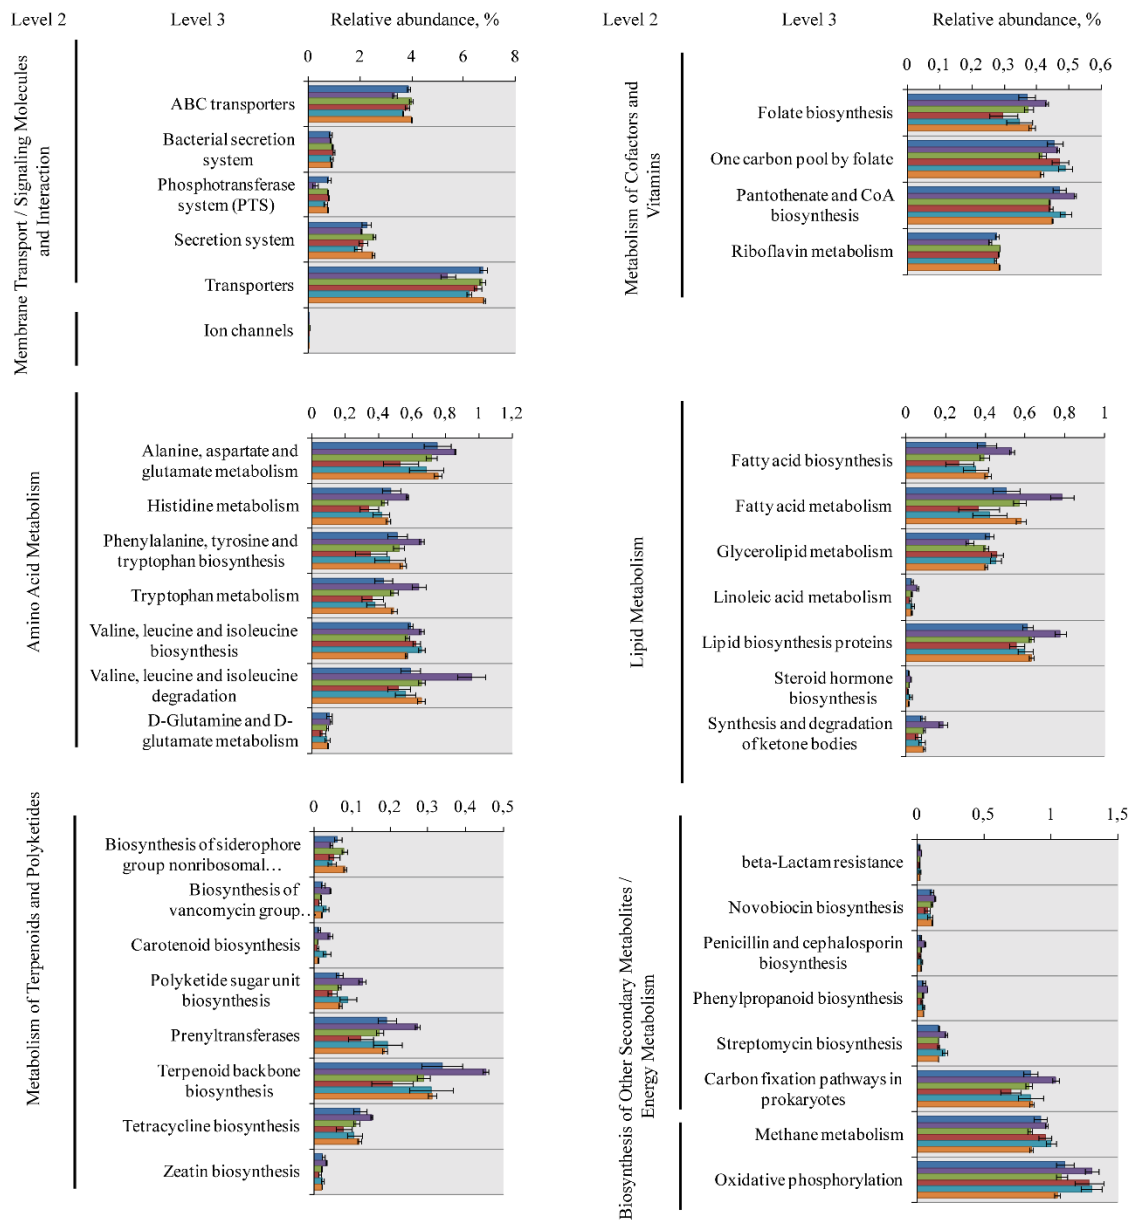 Level 2
Level 3
Relative abundance, %
Membrane Transport / Signaling Molecules
and Interaction
0 2 4 6 8
ABC transporters
Bacterial secretion
system
Phosphotransferase
system (PTS)
Secretion system
Transporters
Ion channels
Amino Acid Metabolism
0 0,2 0,4 0,6 0,8 1 1,2
Alanine, aspartate and
glutamate metabolism
Histidine metabolism
Phenylalanine, tyrosine and
tryptophan biosynthesis
Tryptophan metabolism
Valine, leucine and isoleucine
biosynthesis
Valine, leucine and isoleucine
degradation
D-Glutamine and D-
glutamate metabolism
Metabolism of Terpenoids and Polyketides
0 0,1 0,2 0,3 0,4 0,5
Biosynthesis of siderophore
group nonribosomal…
Biosynthesis of
vancomycin group…
Carotenoid biosynthesis
Polyketide sugar unit
biosynthesis
Prenyltransferases
Terpenoid backbone
biosynthesis
Tetracycline biosynthesis
Zeatin biosynthesis
Level 2
Level 3
Relative abundance, %
Metabolism of Cofactors and
Vitamins
0 0,1 0,2 0,3 0,4 0,5 0,6
Folate biosynthesis
One carbon pool by folate
Pantothenate and CoA
biosynthesis
Riboflavin metabolism
Lipid Metabolism
0 0,2 0,4 0,6 0,8 1
Fatty acid biosynthesis
Fatty acid metabolism
Glycerolipid metabolism
Linoleic acid metabolism
Lipid biosynthesis proteins
Steroid hormone
biosynthesis
Synthesis and degradation
of ketone bodies
Biosynthesis of Other Secondary Metabolites /
Energy Metabolism
0 0,5 1 1,5
beta-Lactam resistance
Novobiocin biosynthesis
Penicillin and cephalosporin
biosynthesis
Phenylpropanoid biosynthesis
Streptomycin biosynthesis
Carbon fixation pathways in
prokaryotes
Methane metabolism
Oxidative phosphorylation